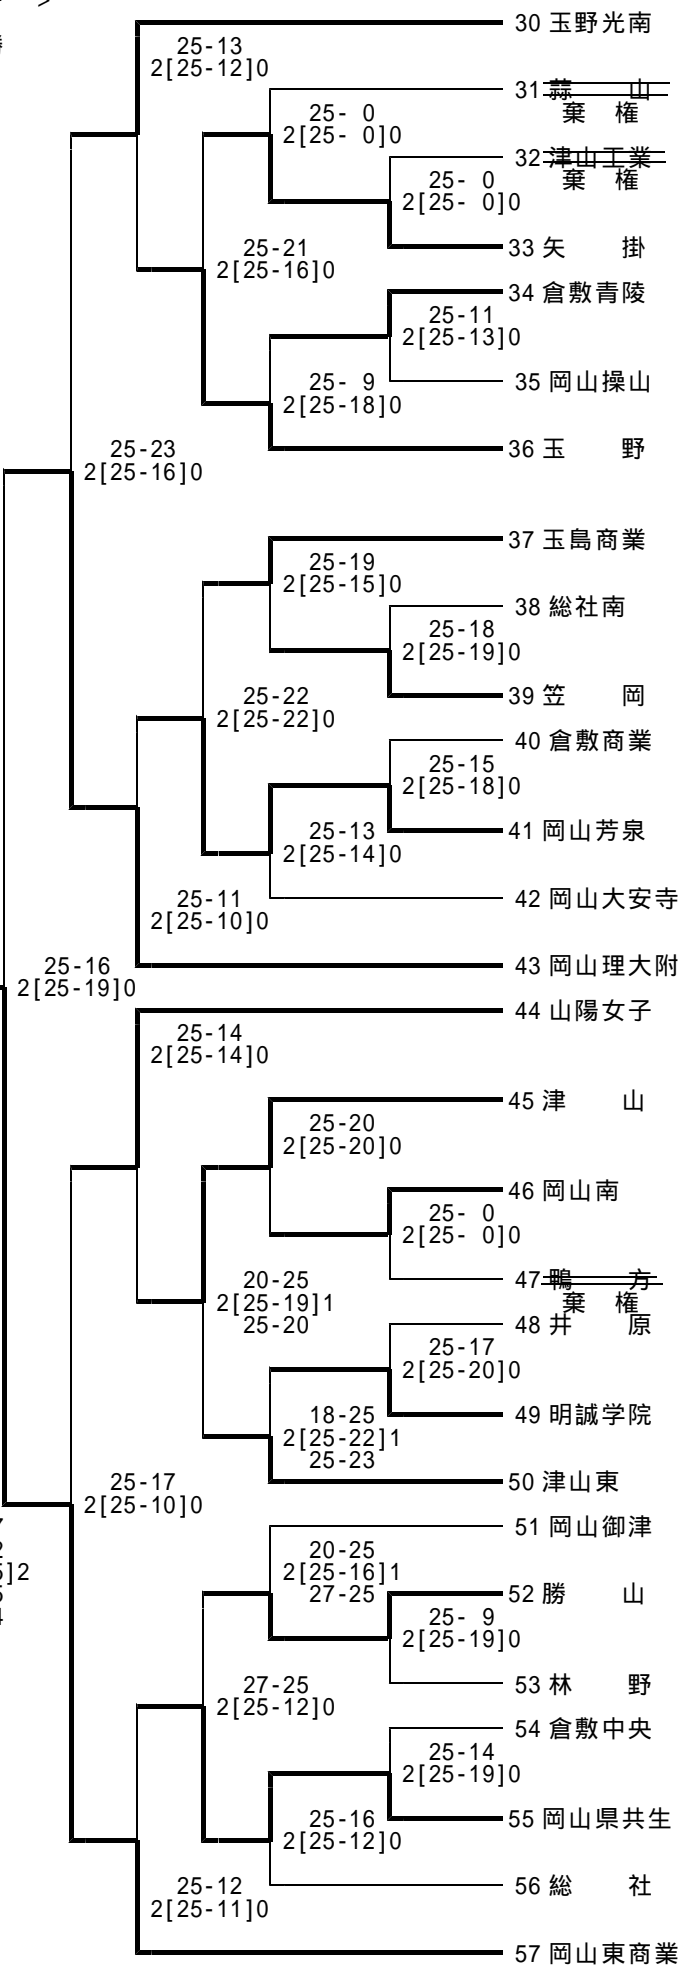 30 玉野光南
25-13
2[25-12]0
31 蒜 山
棄 権
25- 0
2[25- 0]0
32 津山工業
棄 権
25- 0
2[25- 0]0
33 矢 掛
25-21
2[25-16]0
34 倉敷青陵
25-11
2[25-13]0
35 岡山操山
25- 9
2[25-18]0
36 玉 野
25-23
2[25-16]0
37 玉島商業
25-19
2[25-15]0
38 総社南
25-18
2[25-19]0
39 笠 岡
25-22
2[25-22]0
40 倉敷商業
25-15
2[25-18]0
41 岡山芳泉
25-13
2[25-14]0
42 岡山大安寺
25-11
2[25-10]0
43 岡山理大附
25-16
2[25-19]0
44 山陽女子
25-14
2[25-14]0
45 津 山
25-20
2[25-20]0
46 岡山南
25- 0
2[25- 0]0
47 鴨 方
棄 権
20-25
2[25-19]1
25-20
48 井 原
25-17
2[25-20]0
49 明誠学院
18-25
2[25-22]1
25-23
50 津山東
25-17
2[25-10]0
51 岡山御津
20-25
2[25-16]1
27-25
]2
52 勝 山
25- 9
2[25-19]0
53 林 野
27-25
2[25-12]0
54 倉敷中央
25-14
2[25-19]0
55 岡山県共生
25-16
2[25-12]0
56 総 社
25-12
2[25-11]0
57 岡山東商業